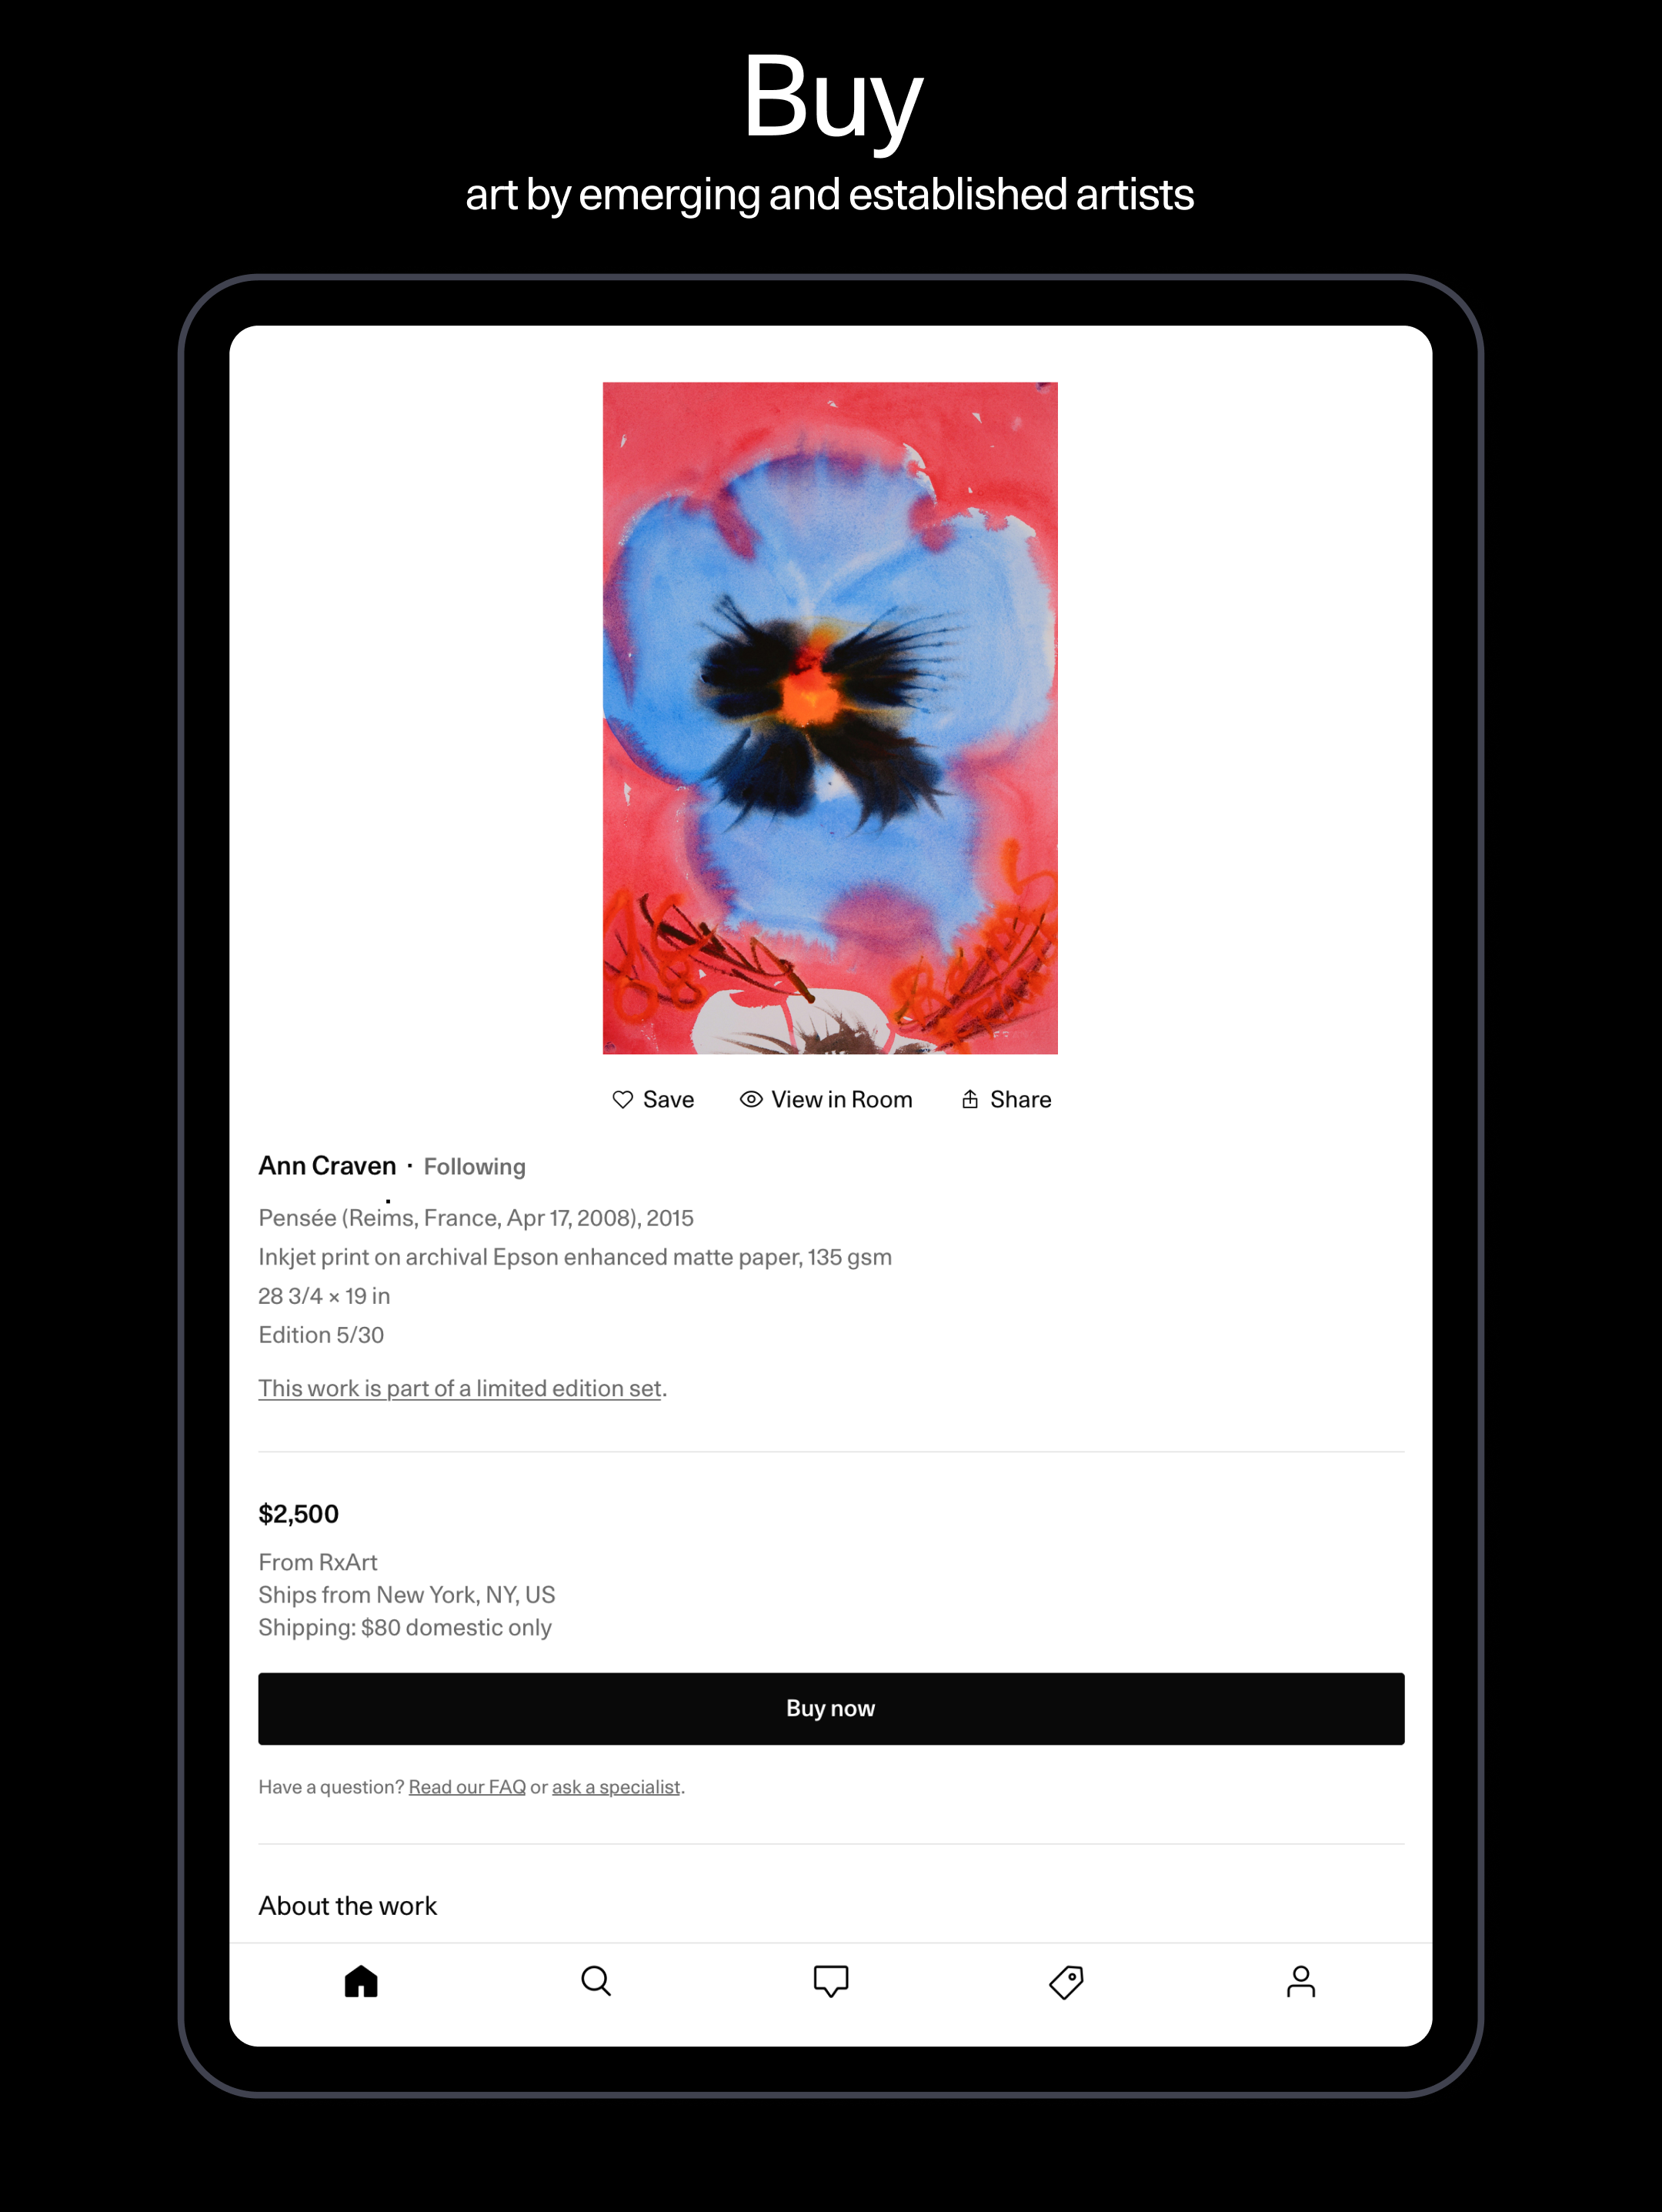 Buy
art by emerging and established artists
Save View in Room Share
Ann Craven · Following
Pensée (Reims, France, Apr 17, 2008), 2015
Inkjet print on archival Epson enhanced matte paper, 135 gsm
28 3/4 × 19 in
Edition 5/30
This work is part of a limited edition set.
$2,500
From RxArt
Ships from New York, NY, US
Shipping: $80 domestic only
Buy now
Have a question? Read our FAQ or ask a specialist.
About the work